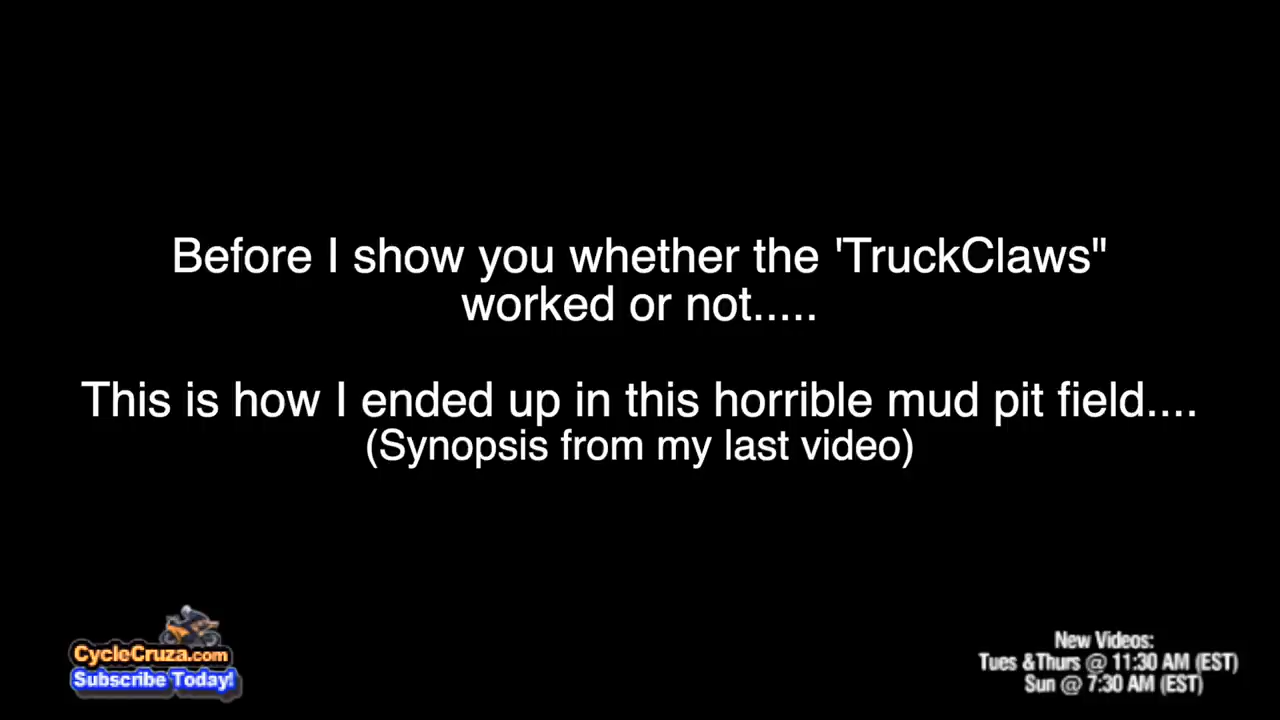 Before I show you whether the 'TruckClaws"
worked or not.....
This is how I ended up in this horrible mud pit field....
(Synopsis from my last video)
CycleCruza.com
Subscribe Today!
New Videos:
Tues &Thurs @ 11:30 AM (EST)
Sun @ 7:30 AM (EST)